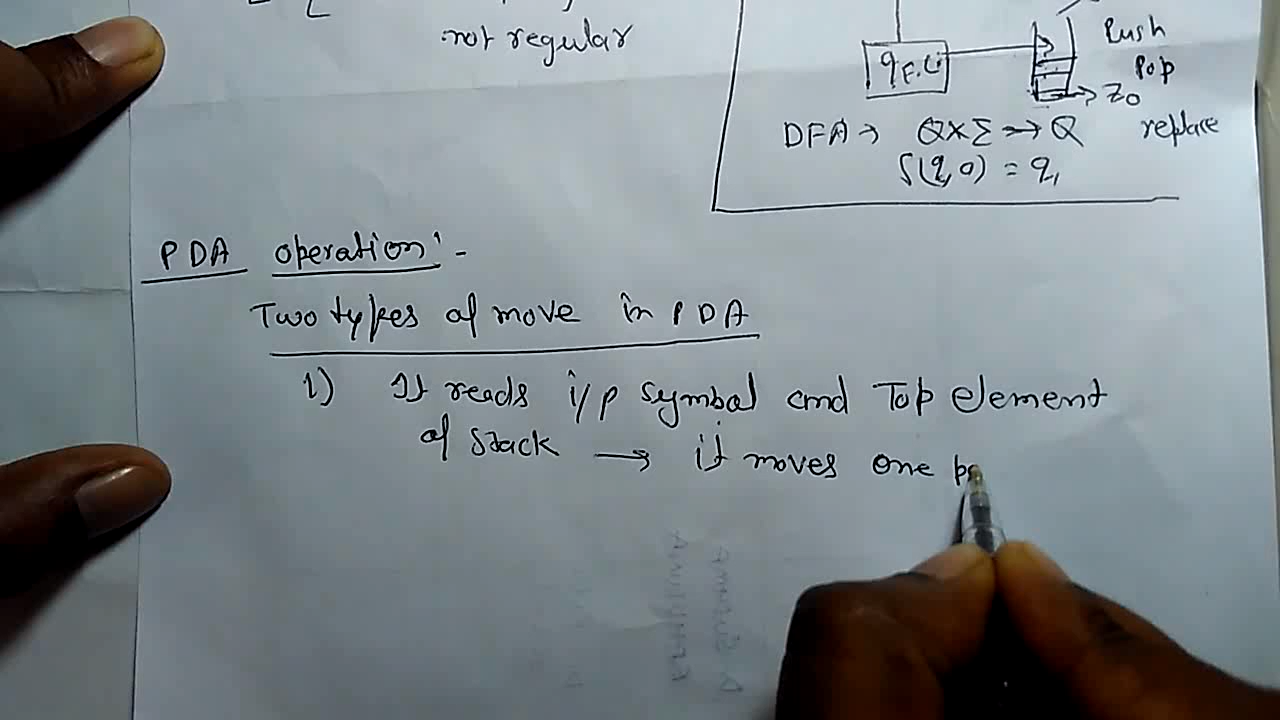 not regular
Push
Pop
replace
q F.C
Z0
DFA → Q×Σ → Q
δ(q,0) = q1
PDA operation:-
Two types of move in PDA
1) It reads i/p symbol and Top element
of stack → it moves one